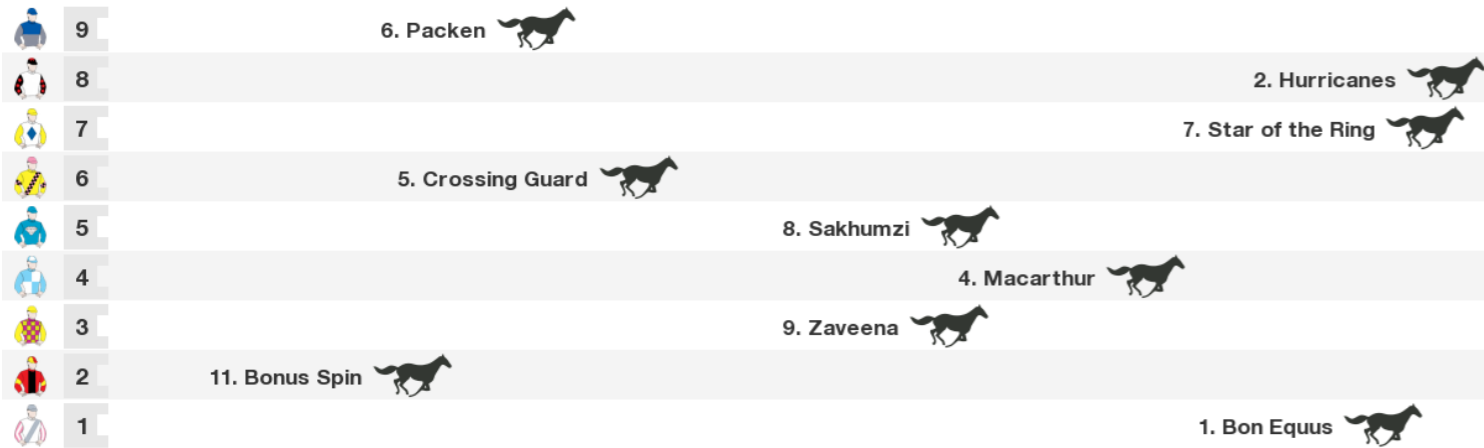 9 6. Packen
8 2. Hurricanes
7 7. Star of the Ring
6 5. Crossing Guard
5 8. Sakhumzi
4 4. Macarthur
3 9. Zaveena
2 11. Bonus Spin
1 1. Bon Equus